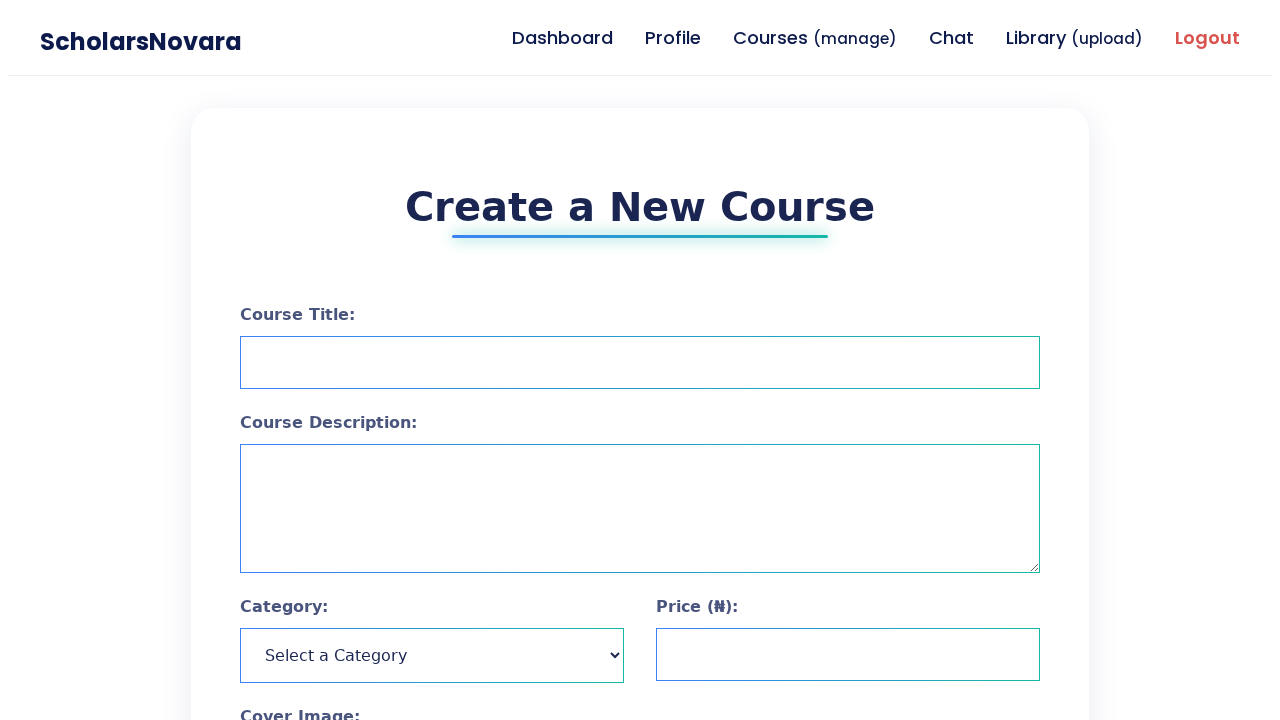 ScholarsNovara
Dashboard Profile Courses (manage) Chat Library (upload) Logout
Create a New Course
Course Title:
Course Description:
Category: Price (₦):
Select a Category
Cover Image: